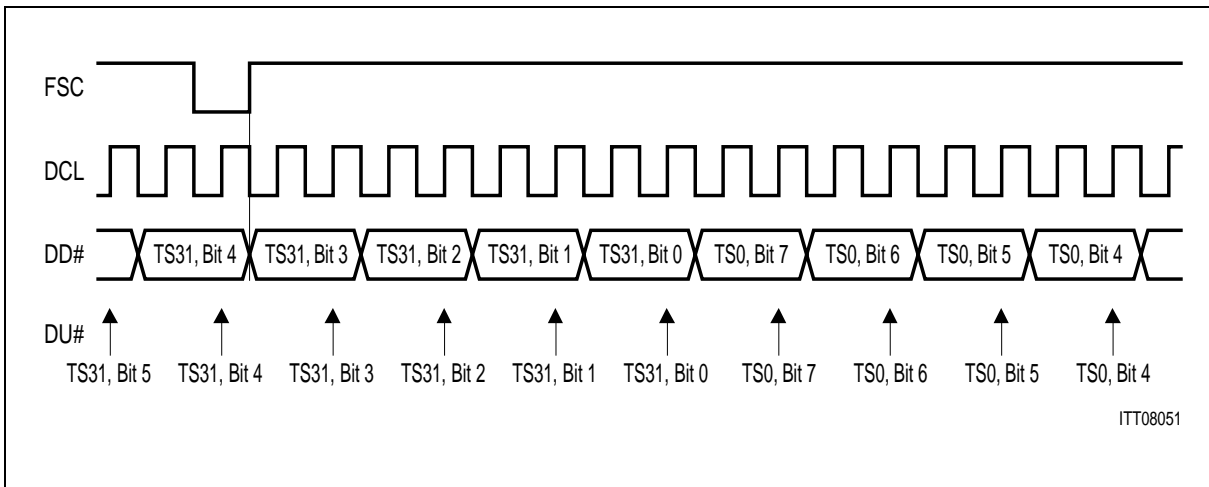 FSC
DCL
DD# TS31, Bit 4 TS31, Bit 3 TS31, Bit 2 TS31, Bit 1 TS31, Bit 0 TS0, Bit 7 TS0, Bit 6 TS0, Bit 5 TS0, Bit 4
DU#
TS31, Bit 5 TS31, Bit 4 TS31, Bit 3 TS31, Bit 2 TS31, Bit 1 TS31, Bit 0 TS0, Bit 7 TS0, Bit 6 TS0, Bit 5 TS0, Bit 4
ITT08051